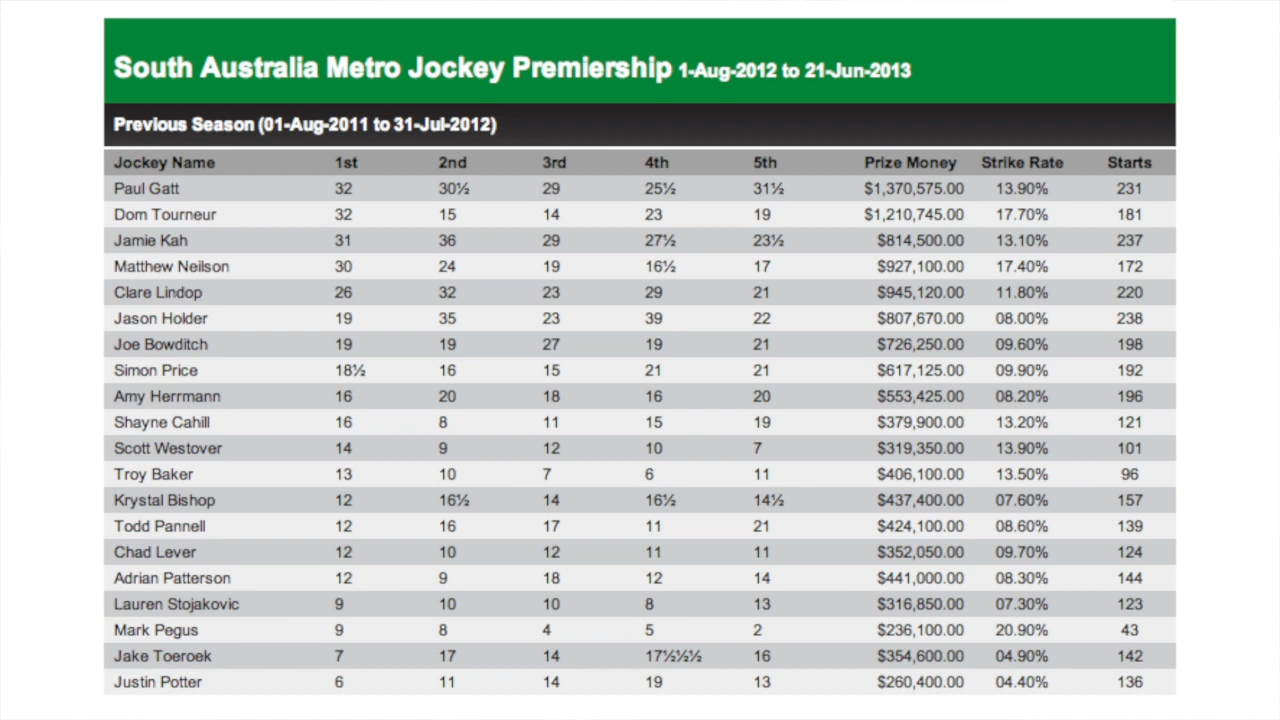 South Australia Metro Jockey Premiership 1-Aug-2012 to 21-Jun-2013
Previous Season (01-Aug-2011 to 31-Jul-2012)
Jockey Name 1st 2nd 3rd 4th 5th Prize Money Strike Rate Starts
Paul Gatt 32 30½ 29 25½ 31½ $1,370,575.00 13.90% 231
Dom Tourneur 32 15 14 23 19 $1,210,745.00 17.70% 181
Jamie Kah 31 36 29 27½ 23½ $814,500.00 13.10% 237
Matthew Neilson 30 24 19 16½ 17 $927,100.00 17.40% 172
Clare Lindop 26 32 23 29 21 $945,120.00 11.80% 220
Jason Holder 19 35 23 39 22 $807,670.00 08.00% 238
Joe Bowditch 19 19 27 19 21 $726,250.00 09.60% 198
Simon Price 18½ 16 15 21 21 $617,125.00 09.90% 192
Amy Herrmann 16 20 18 16 20 $553,425.00 08.20% 196
Shayne Cahill 16 8 11 15 19 $379,900.00 13.20% 121
Scott Westover 14 9 12 10 7 $319,350.00 13.90% 101
Troy Baker 13 10 7 6 11 $406,100.00 13.50% 96
Krystal Bishop 12 16½ 14 16½ 14½ $437,400.00 07.60% 157
Todd Pannell 12 16 17 11 21 $424,100.00 08.60% 139
Chad Lever 12 10 12 11 11 $352,050.00 09.70% 124
Adrian Patterson 12 9 18 12 14 $441,000.00 08.30% 144
Lauren Stojakovic 9 10 10 8 13 $316,850.00 07.30% 123
Mark Pegus 9 8 4 5 2 $236,100.00 20.90% 43
Jake Toeroek 7 17 14 17½½½ 16 $354,600.00 04.90% 142
Justin Potter 6 11 14 19 13 $260,400.00 04.40% 136